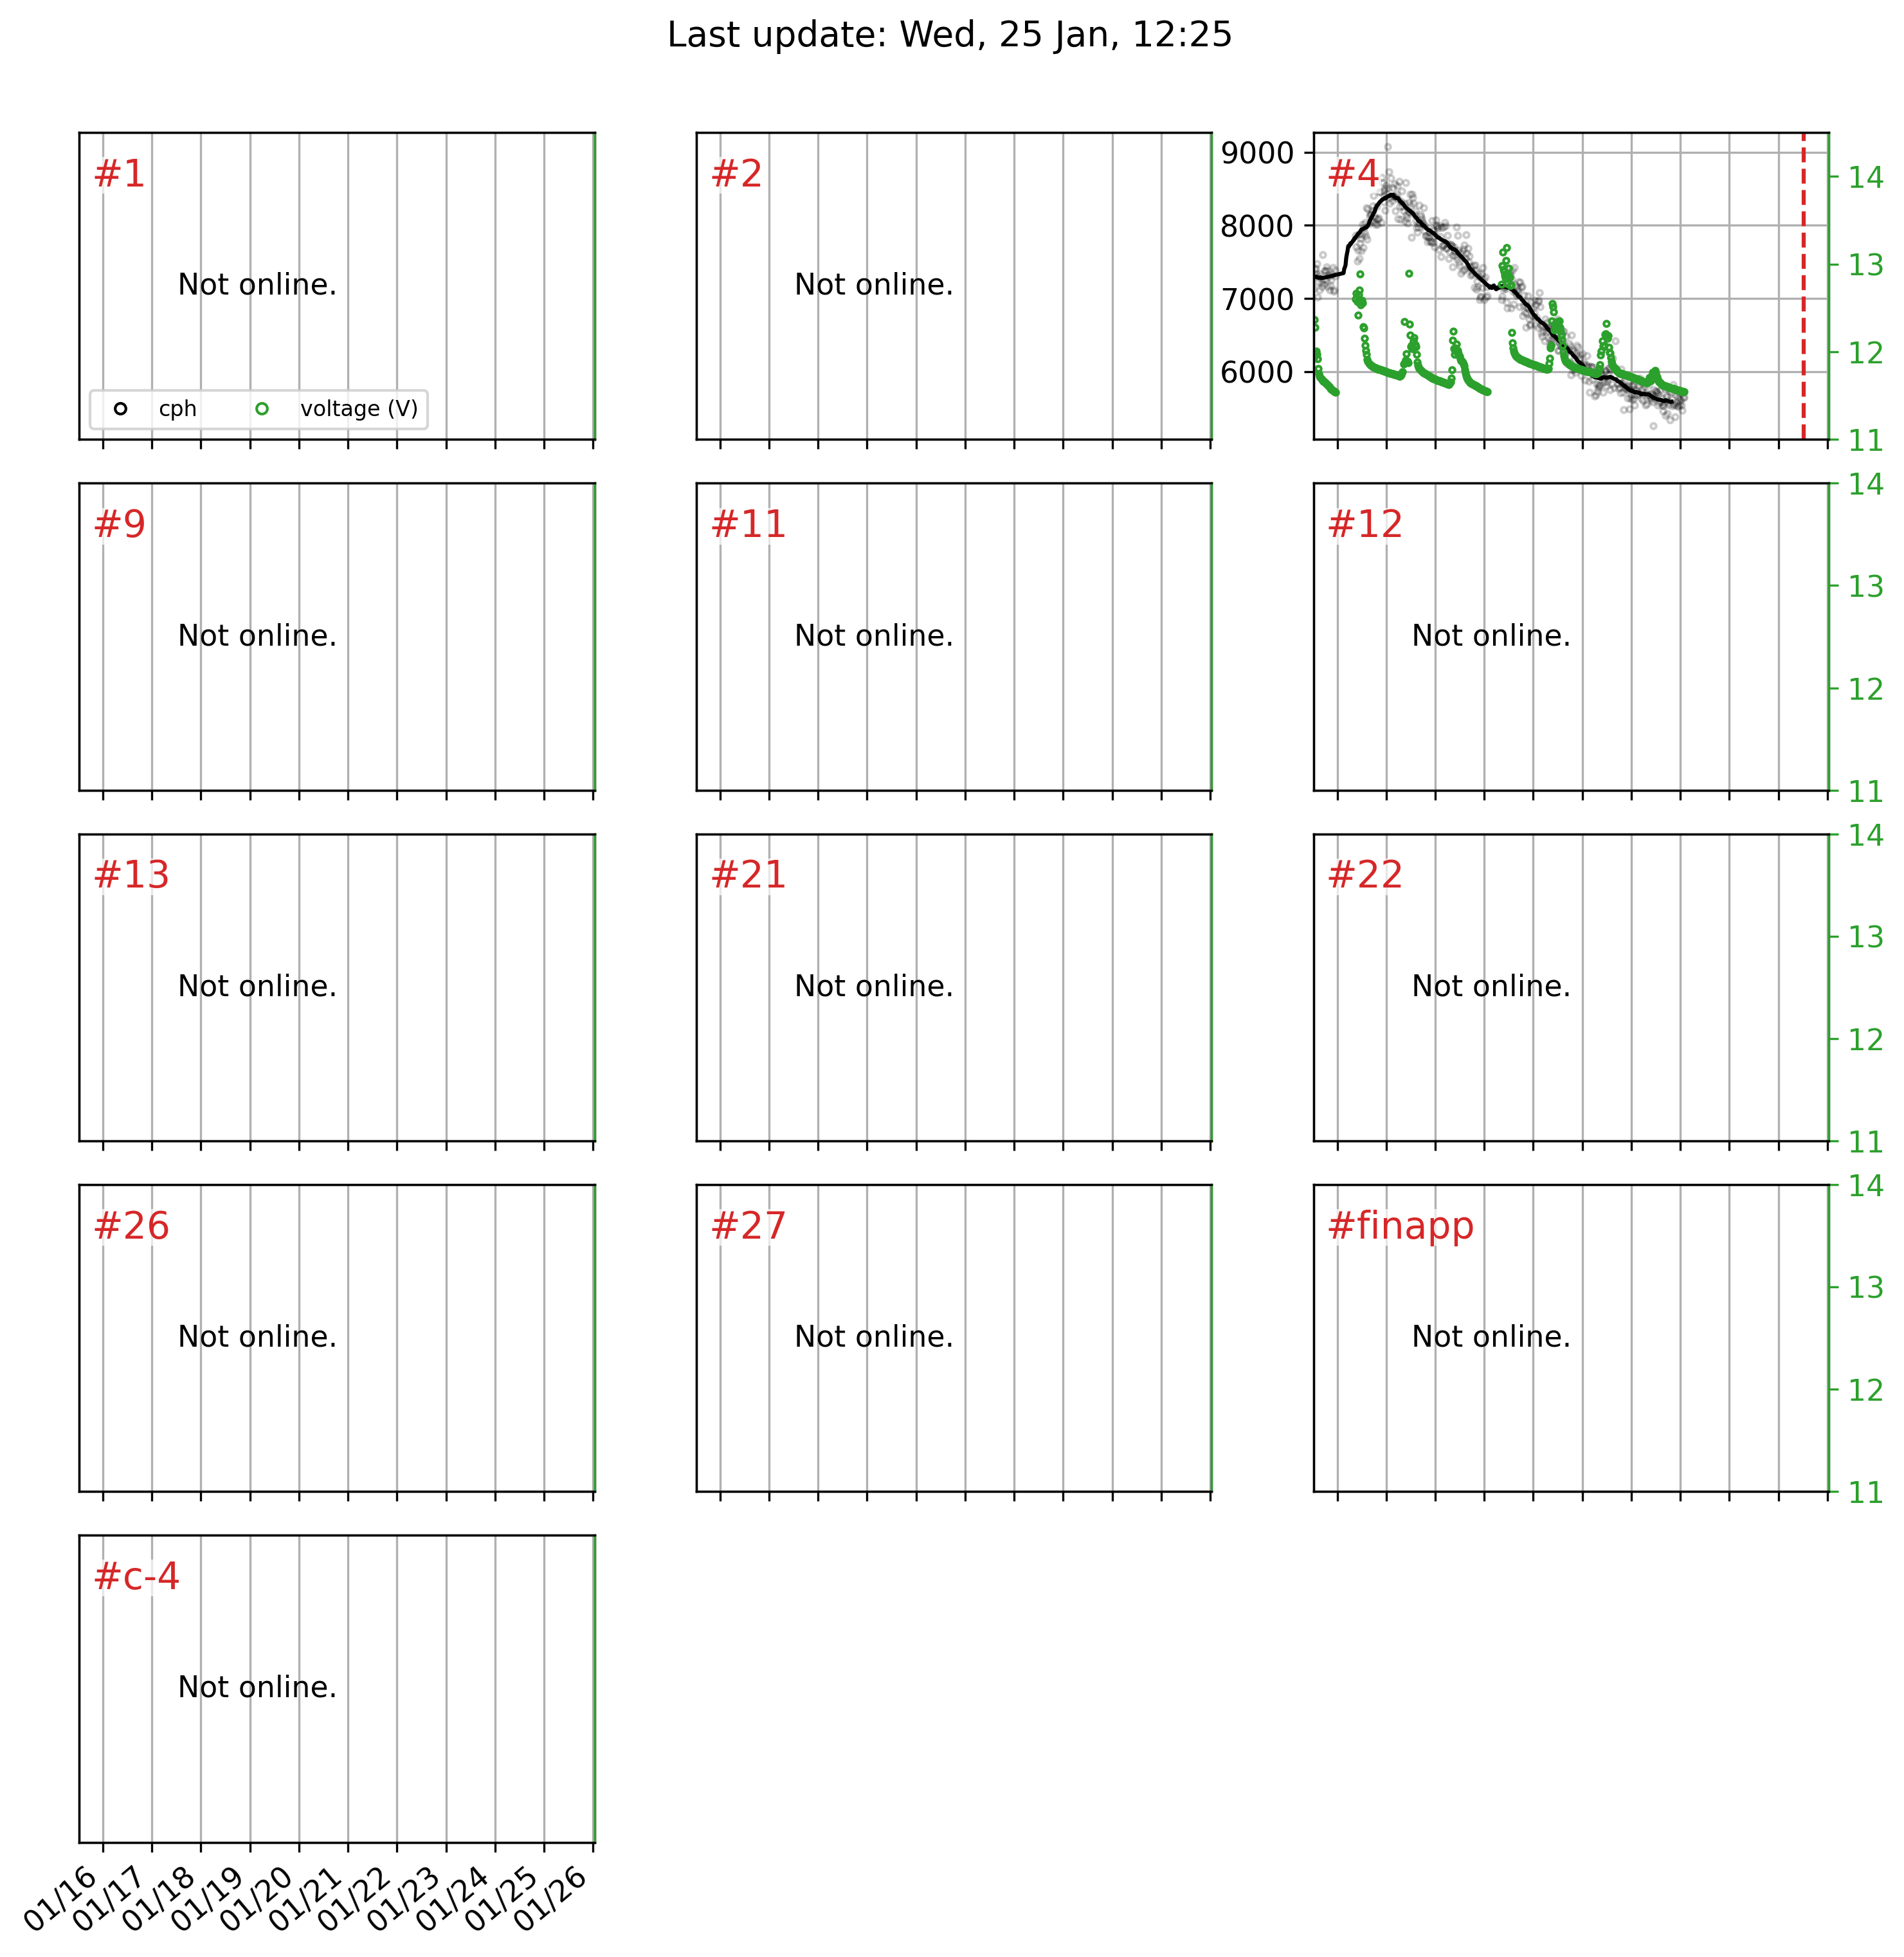 Last update: Wed, 25 Jan, 12:25
#1
Not online.
cph voltage (V)
#2
Not online.
#4
9000
8000
7000
6000
14
13
12
11
#9
Not online.
#11
Not online.
#12
Not online.
14
13
12
11
#13
Not online.
#21
Not online.
#22
Not online.
14
13
12
11
#26
Not online.
#27
Not online.
#finapp
Not online.
14
13
12
11
#c-4
Not online.
01/16
01/17
01/18
01/19
01/20
01/21
01/22
01/23
01/24
01/25
01/26